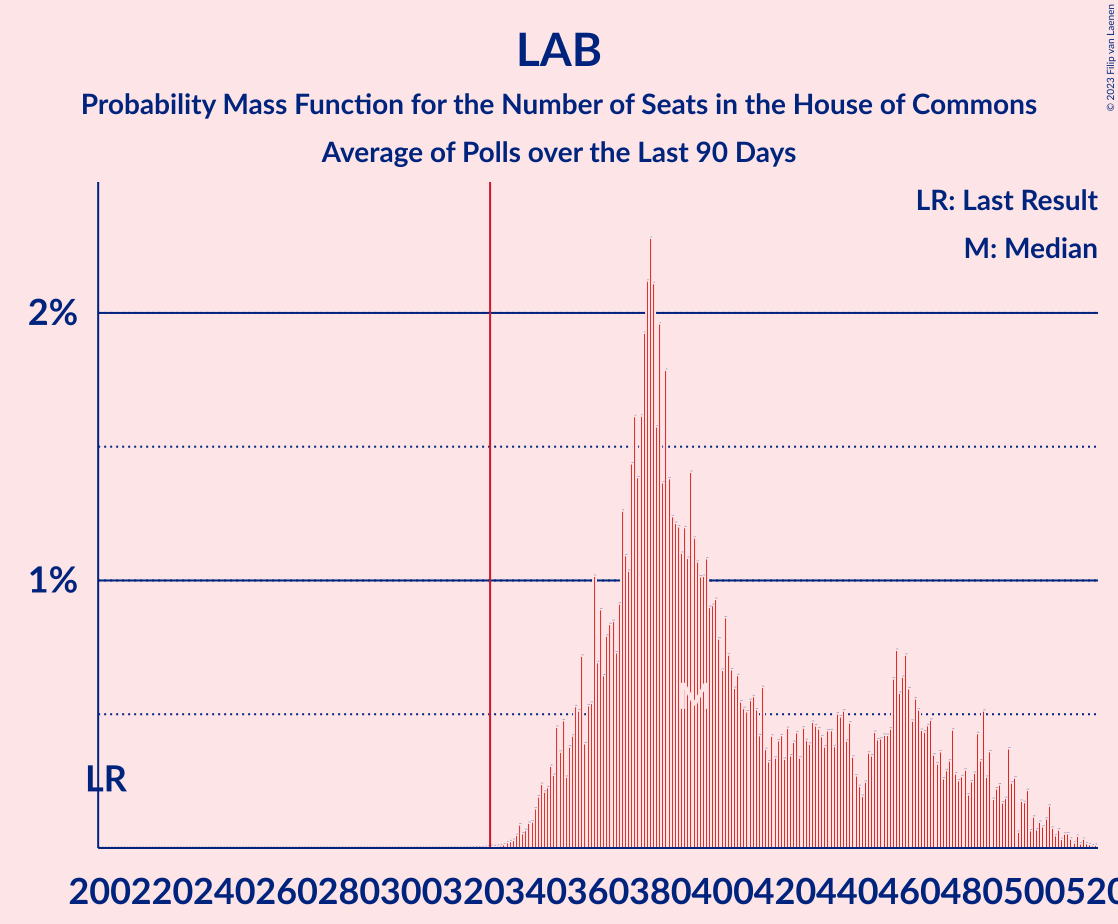 LAB
Probability Mass Function for the Number of Seats in the House of Commons
Average of Polls over the Last 90 Days
© 2023 Filip van Laenen
LR: Last Result
M: Median
2%
1%
M
LR
200220240260280300320340360380400420440460480500520